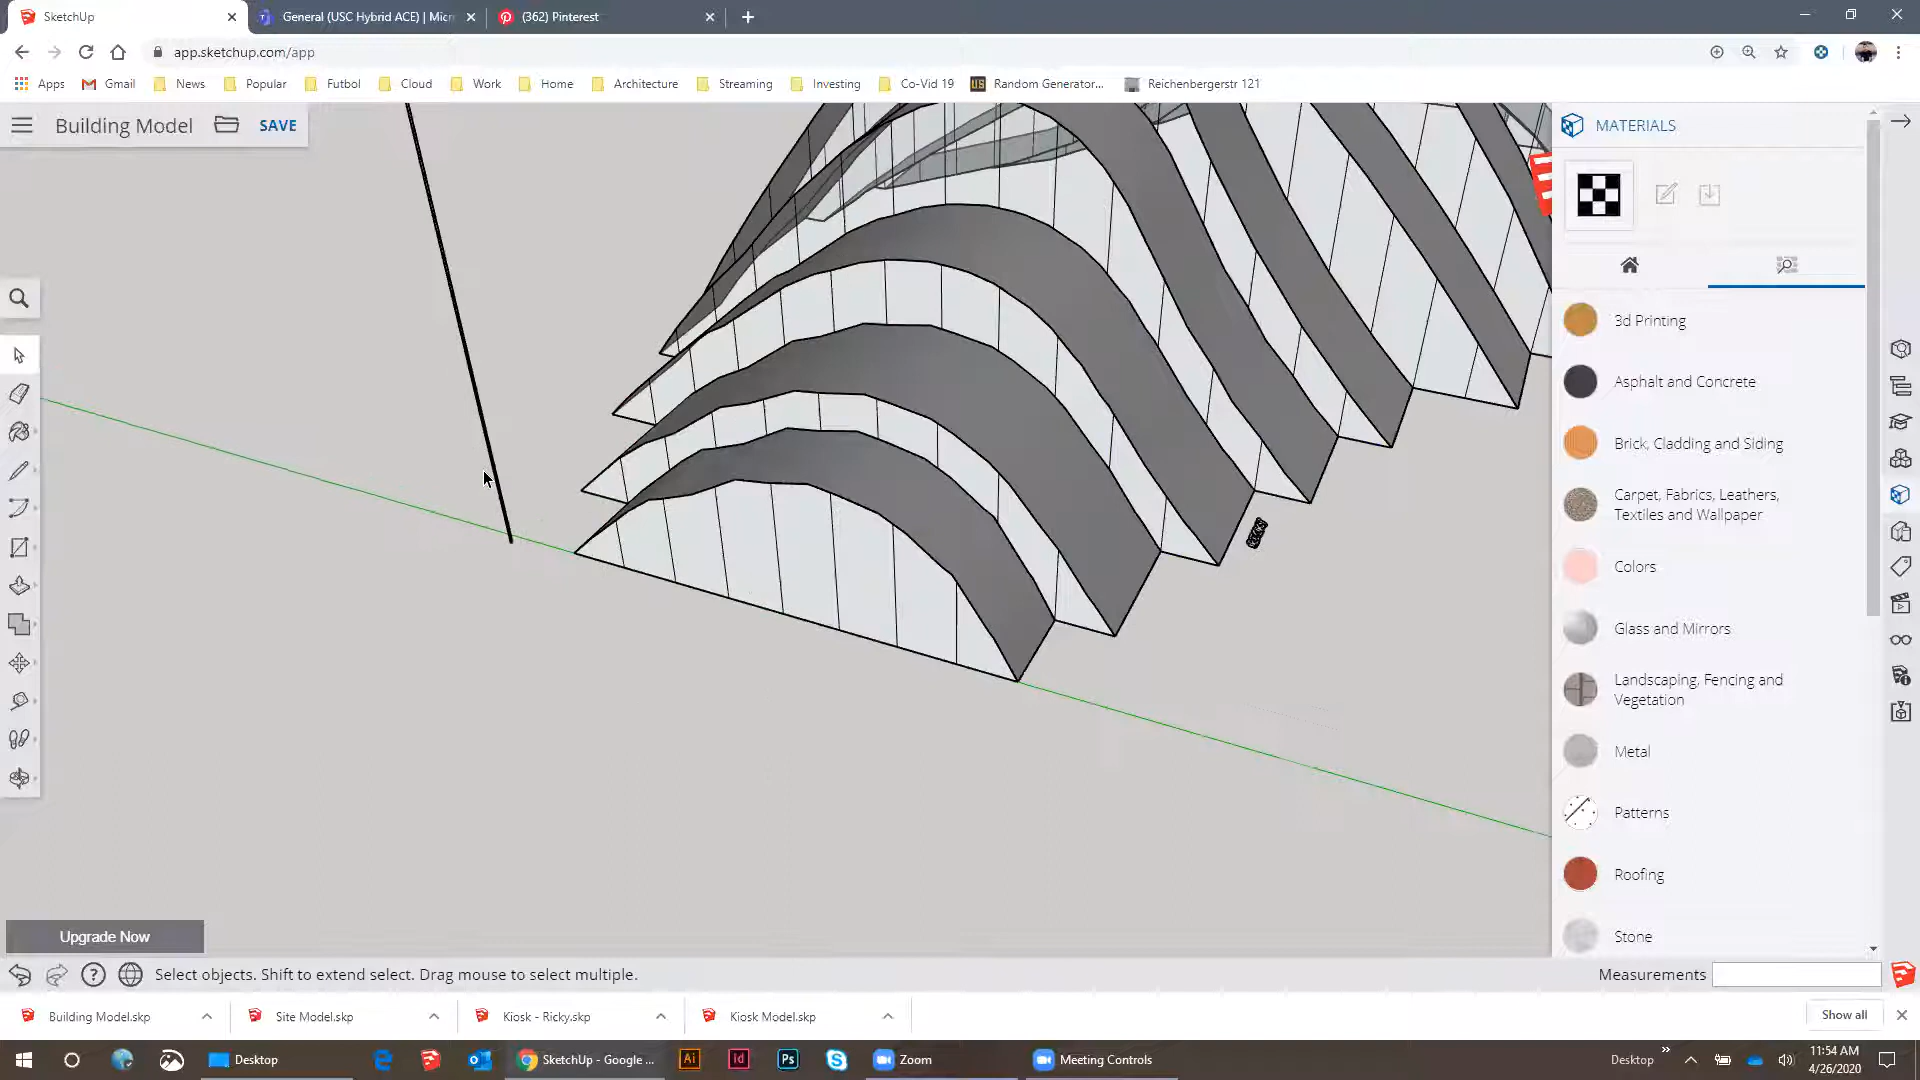 SketchUp
General (USC Hybrid ACE) | Micr
(362) Pinterest
app.sketchup.com/app
Apps
Gmail
News
Popular
Futbol
Cloud
Work
Home
Architecture
Streaming
Investing
Co-Vid 19
US
Random Generator...
Reichenbergerstr 121
Building Model
SAVE
MATERIALS
3d Printing
Asphalt and Concrete
Brick, Cladding and Siding
Carpet, Fabrics, Leathers,
Textiles and Wallpaper
Colors
Glass and Mirrors
Landscaping, Fencing and
Vegetation
Metal
Patterns
Roofing
Stone
Upgrade Now
Select objects. Shift to extend select. Drag mouse to select multiple.
Measurements
Building Model.skp
Site Model.skp
Kiosk - Ricky.skp
Kiosk Model.skp
Show all
Desktop
SketchUp - Google ...
Ai
Id
Ps
Zoom
Meeting Controls
Desktop
11:54 AM
4/26/2020